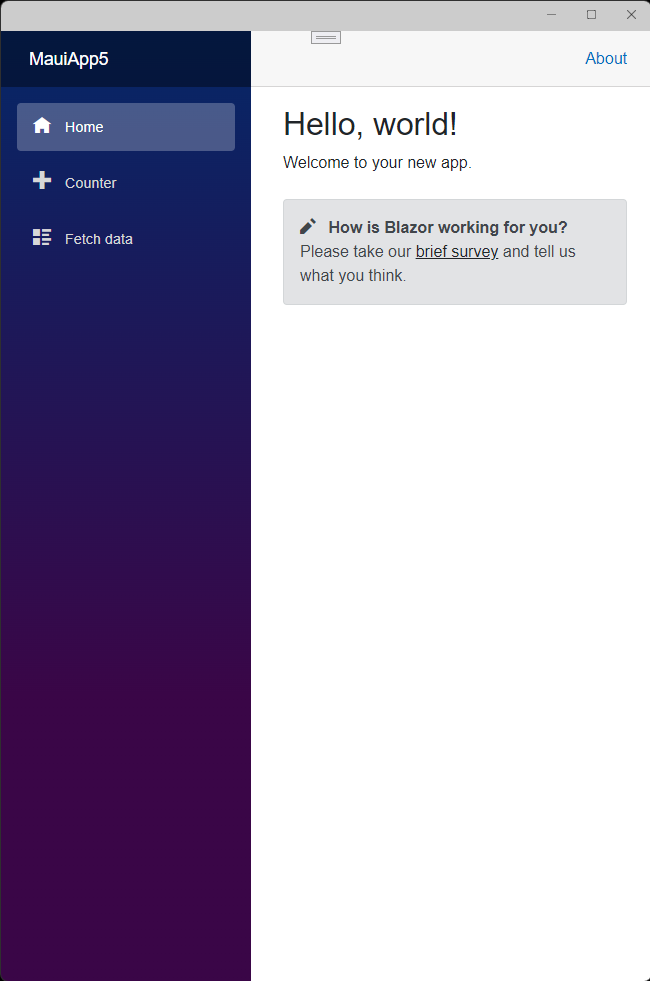 MauiApp5
About
Home
Counter
Fetch data
Hello, world!
Welcome to your new app.
How is Blazor working for you?
Please take our brief survey and tell us
what you think.